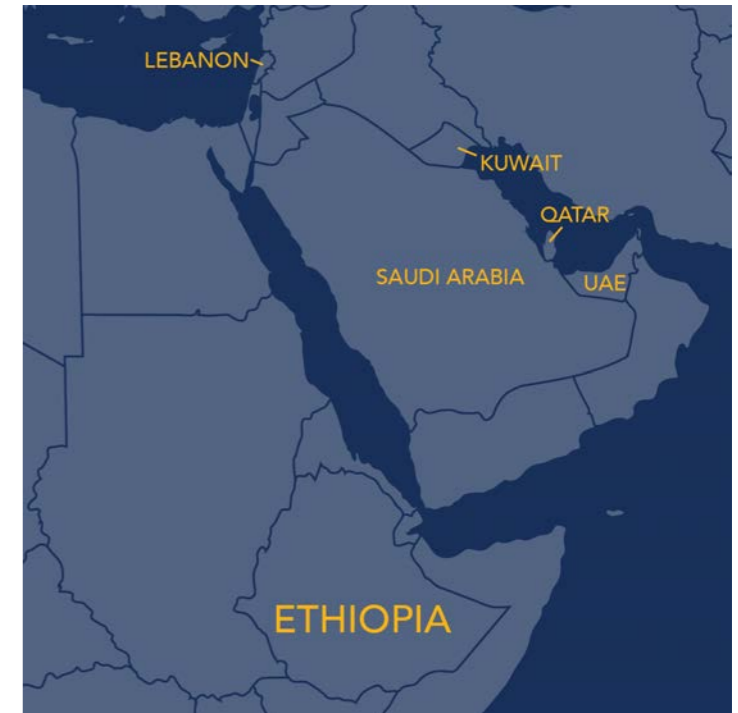 LEBANON
KUWAIT
QATAR
SAUDI ARABIA
UAE
ETHIOPIA